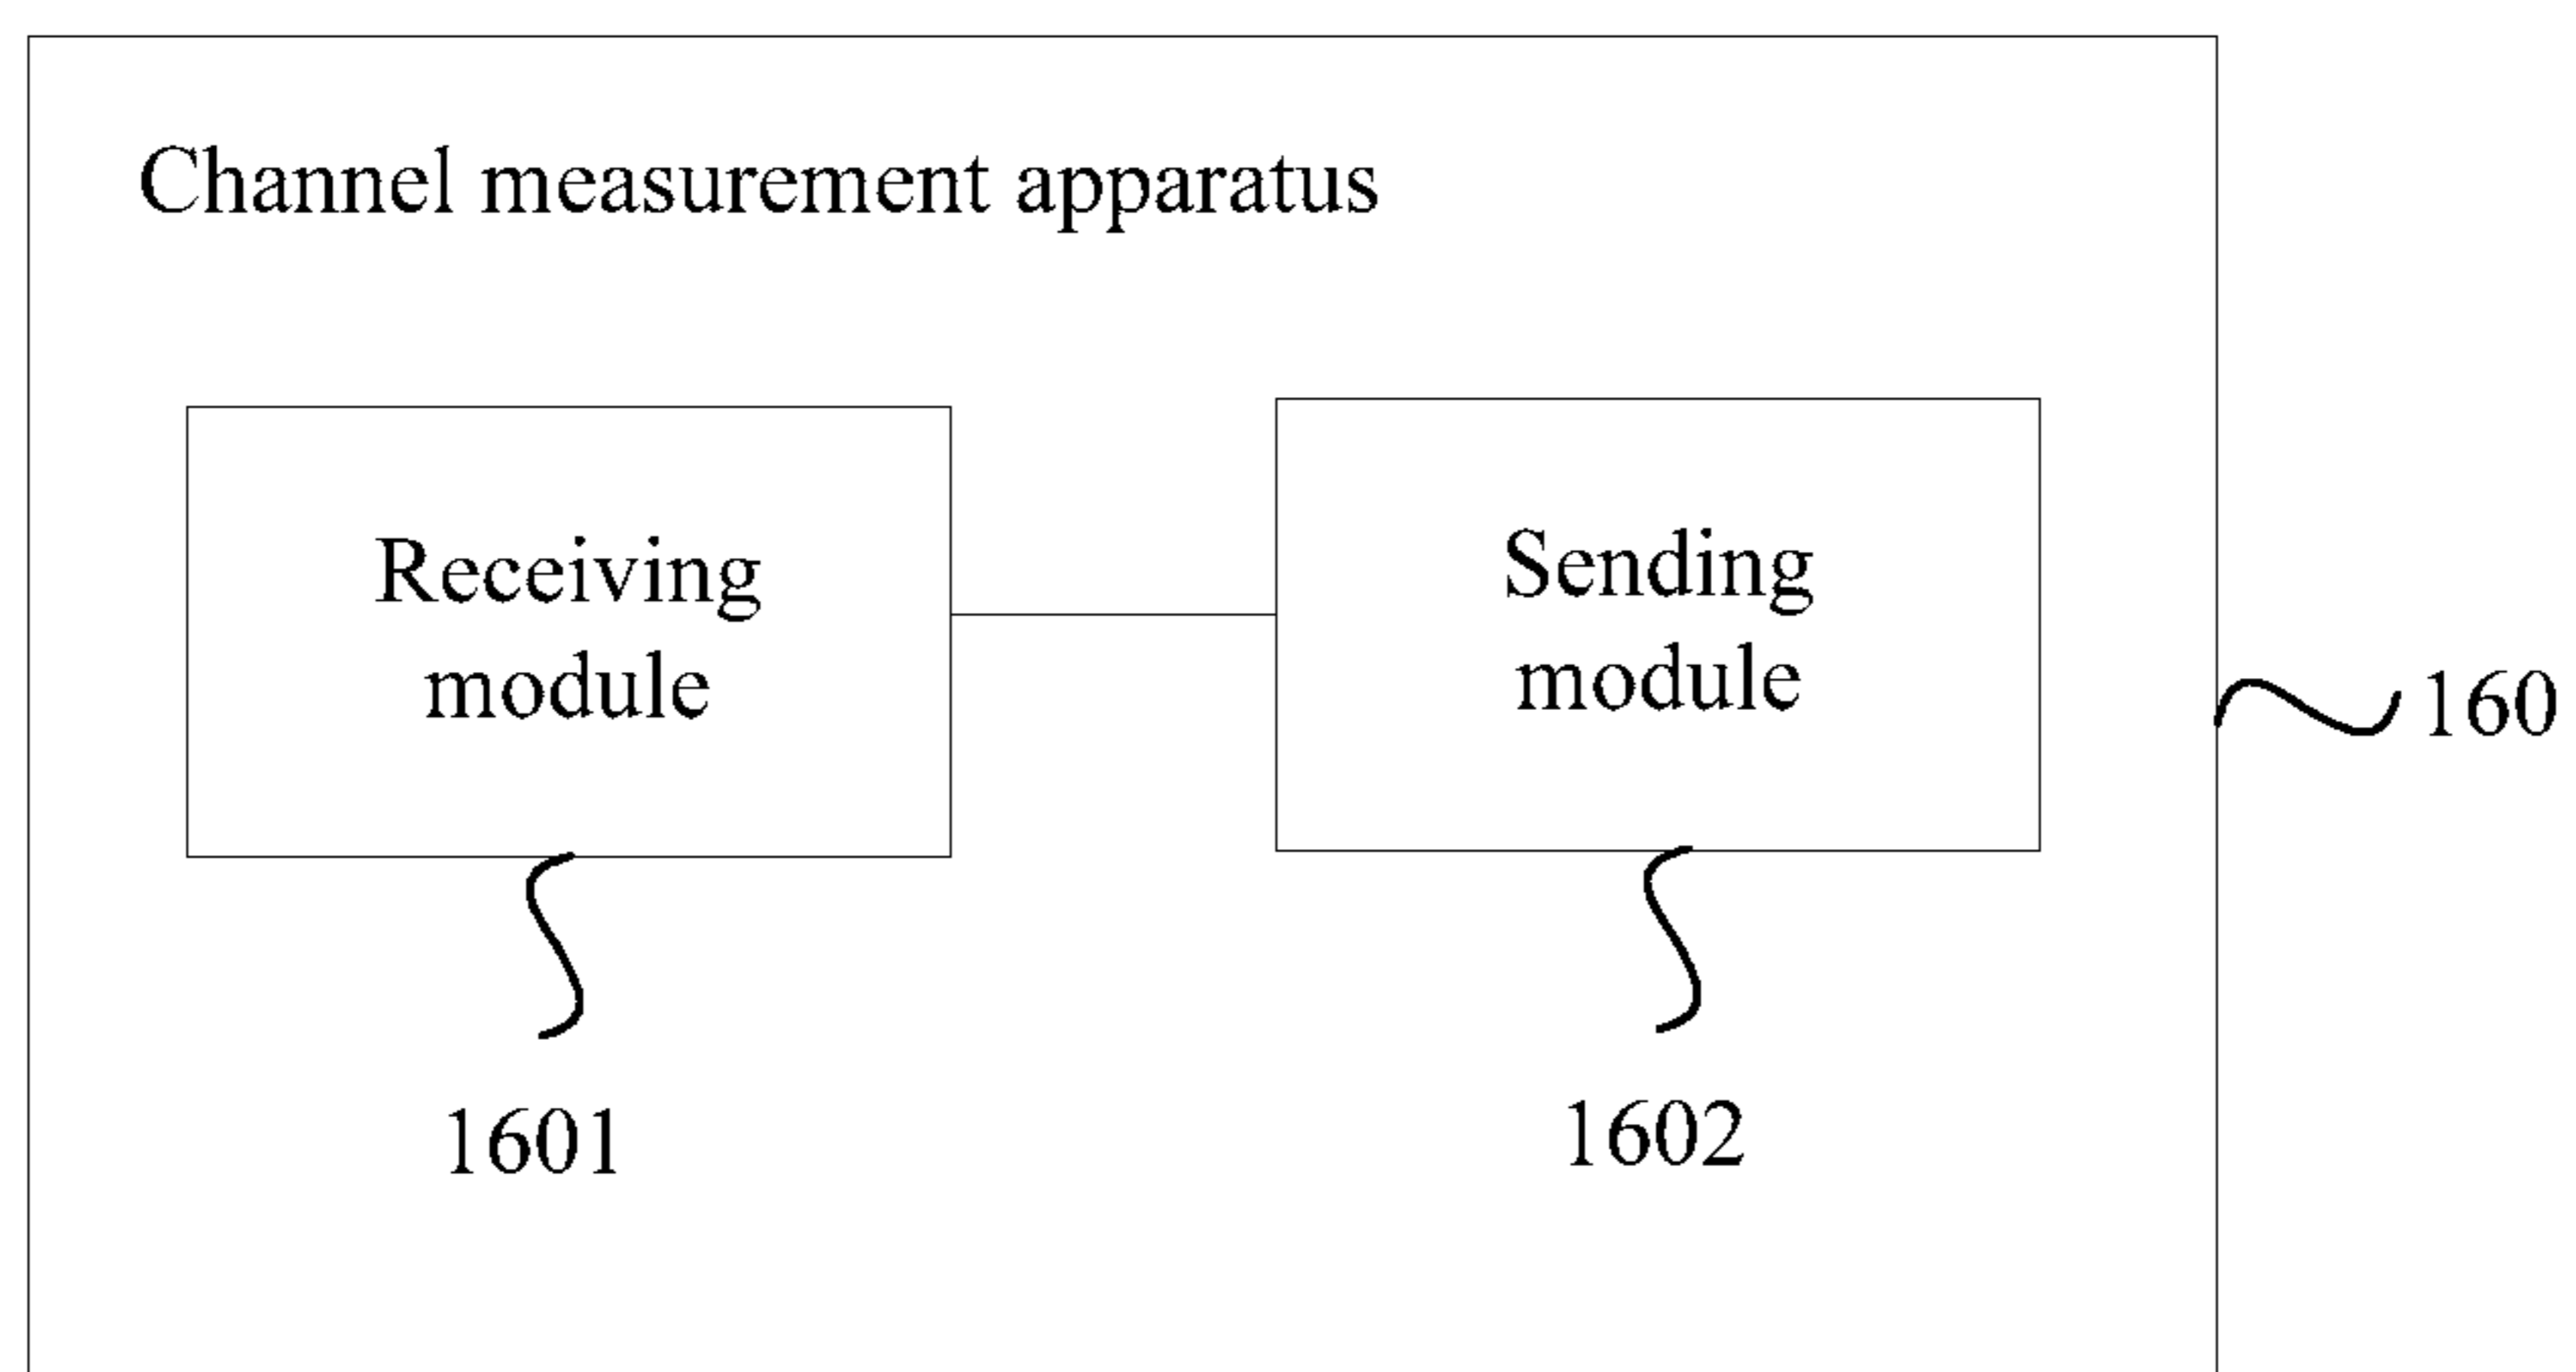 Channel measurement apparatus
Receiving
module
Sending
module
160
1601
1602